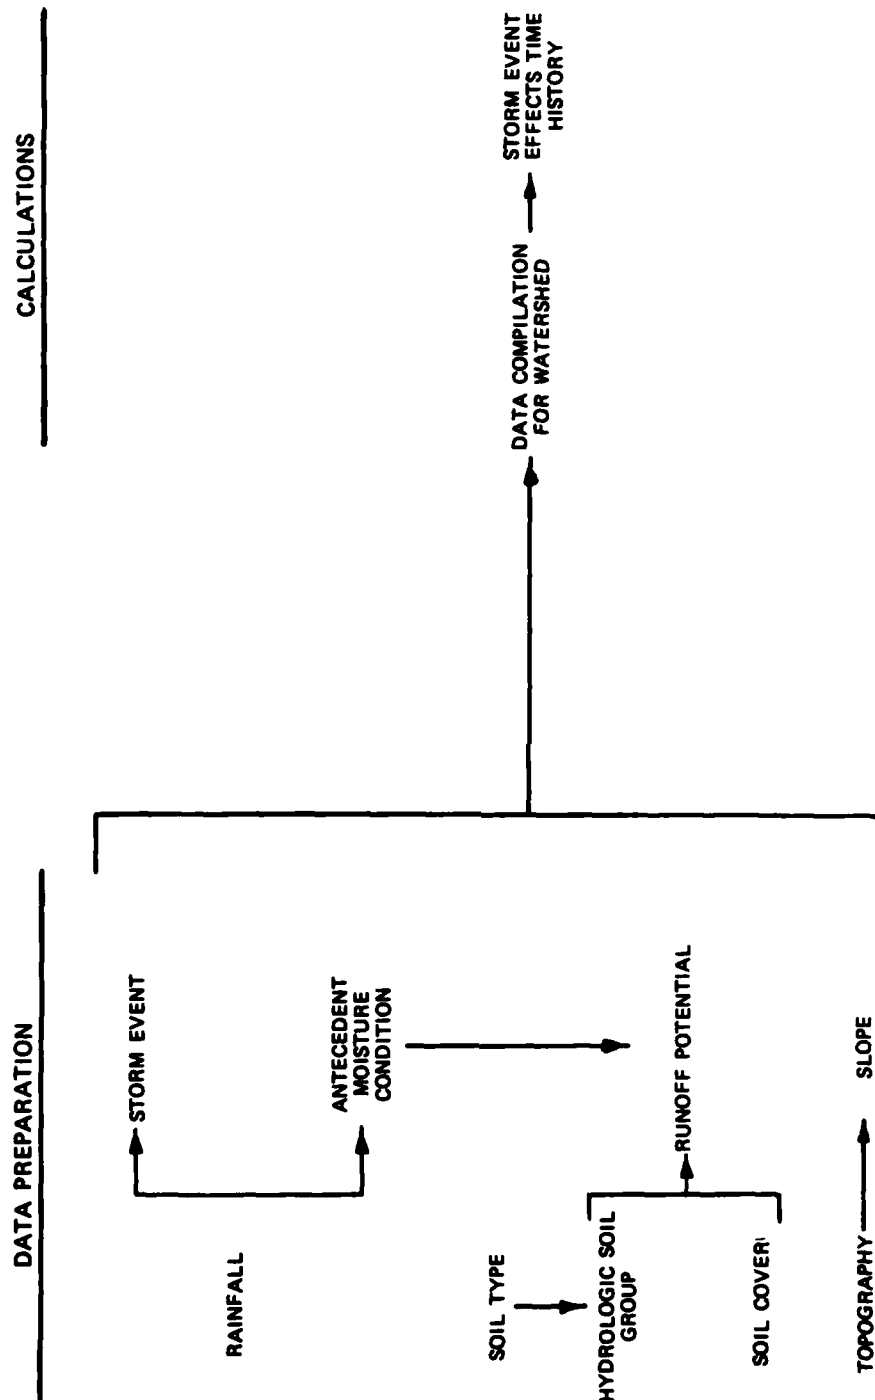 DATA PREPARATION
CALCULATIONS
RAINFALL
STORM EVENT
ANTECEDENT
MOISTURE
CONDITION
SOIL TYPE
HYDROLOGIC SOIL
GROUP
SOIL COVER
RUNOFF POTENTIAL
TOPOGRAPHY
SLOPE
DATA COMPILATION
FOR WATERSHED
STORM EVENT
EFFECTS TIME
HISTORY